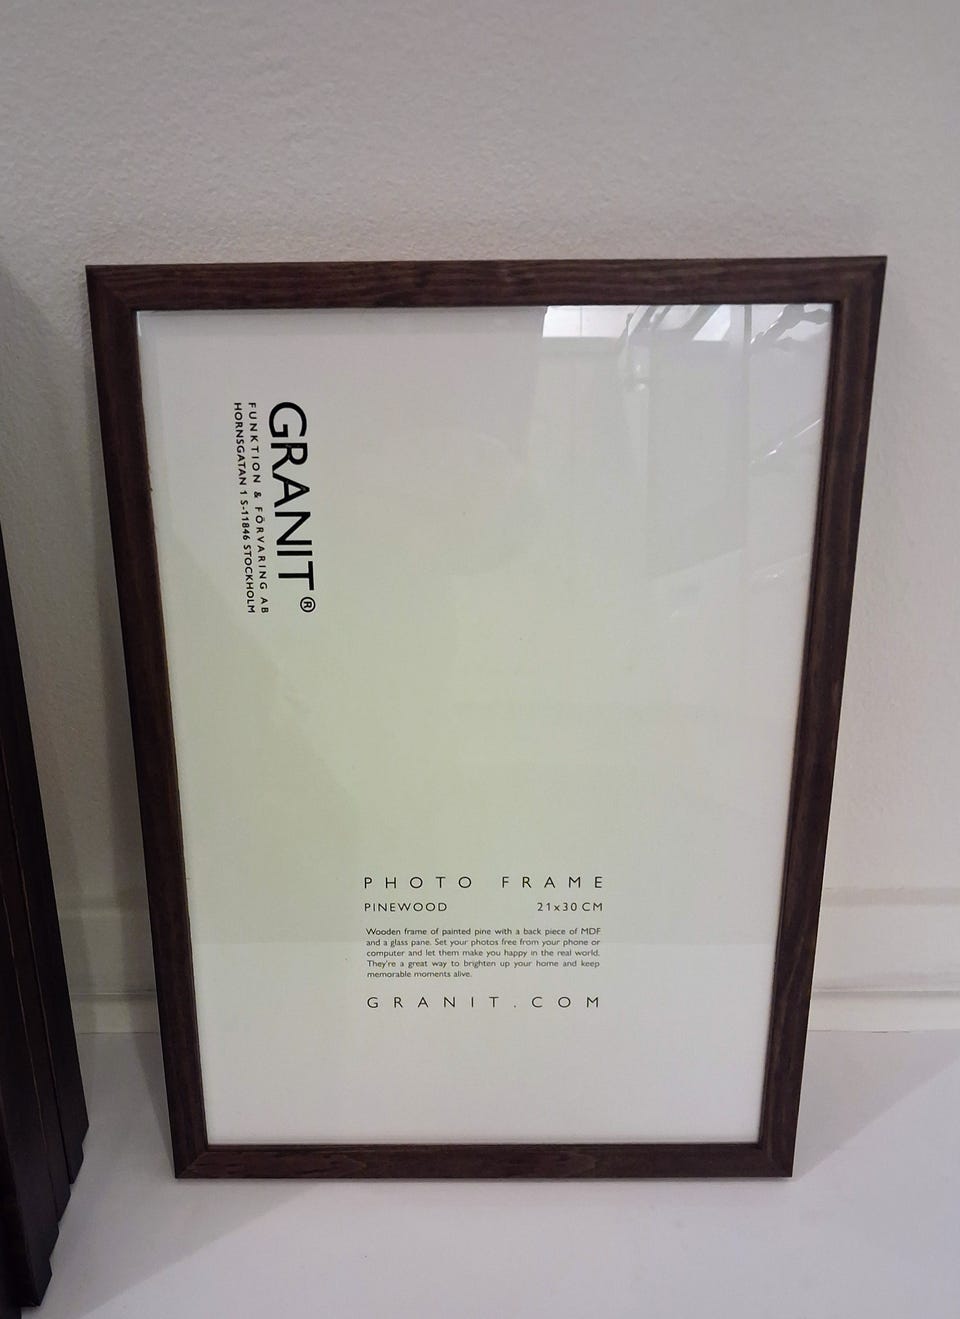 GRANIT®
FUNKTION & FÖRVARING AB
HORNSGATAN 1 S-11846 STOCKHOLM
PHOTO FRAME
PINEWOOD 21x30 CM
Wooden frame of painted pine with a back piece of MDF
and a glass pane. Set your photos free from your phone or
computer and let them make you happy in the real world.
They're a great way to brighten up your home and keep
memorable moments alive.
GRANIT.COM